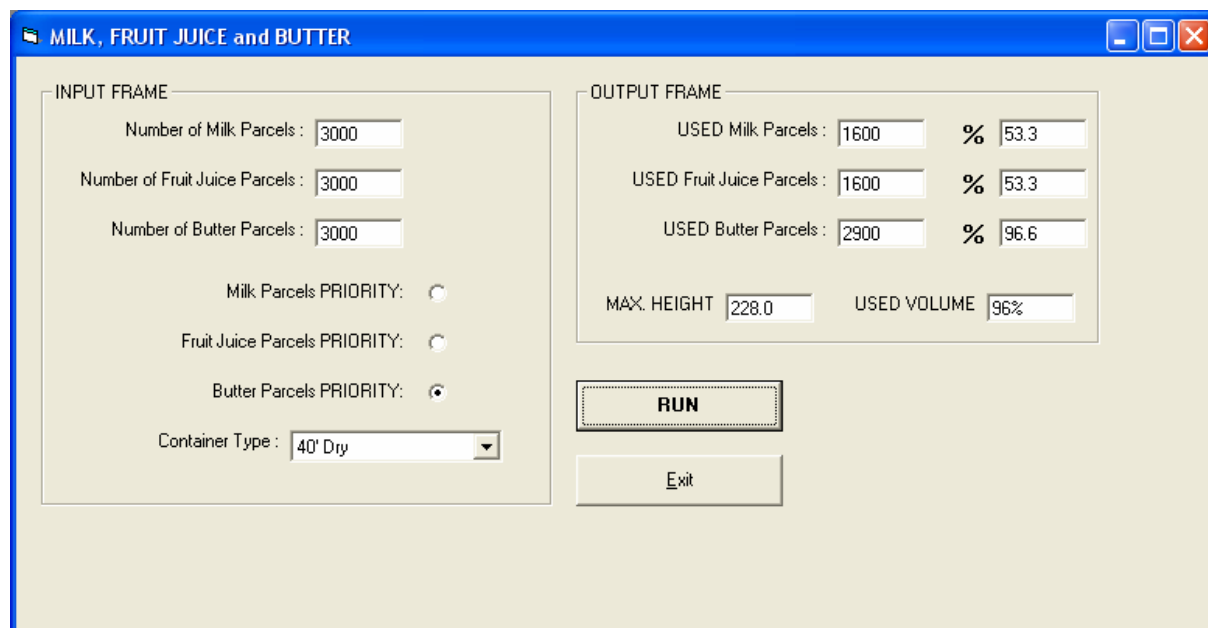 MILK, FRUIT JUICE and BUTTER
INPUT FRAME
Number of Milk Parcels : 3000
Number of Fruit Juice Parcels : 3000
Number of Butter Parcels : 3000
Milk Parcels PRIORITY:
Fruit Juice Parcels PRIORITY:
Butter Parcels PRIORITY:
Container Type : 40' Dry
OUTPUT FRAME
USED Milk Parcels : 1600 % 53.3
USED Fruit Juice Parcels : 1600 % 53.3
USED Butter Parcels : 2900 % 96.6
MAX. HEIGHT 228.0 USED VOLUME 96%
RUN
Exit